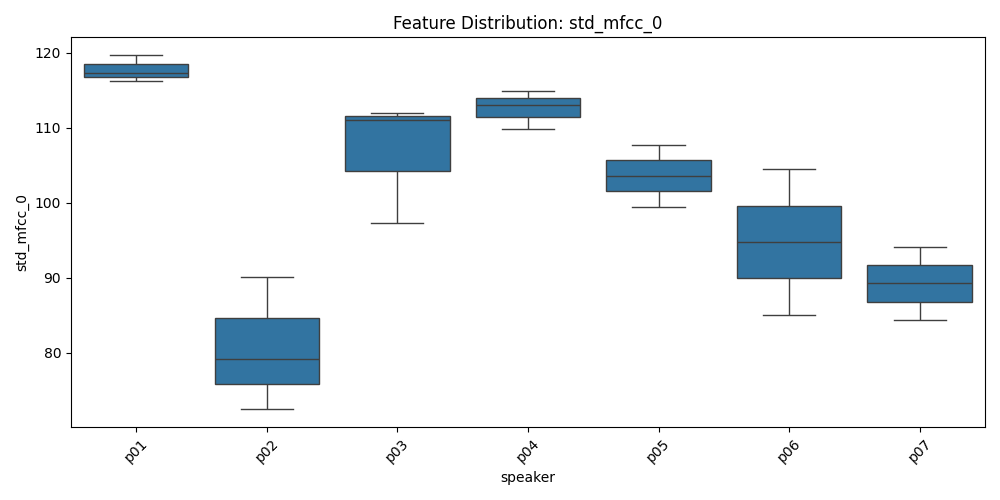 Feature Distribution: std_mfcc_0
std_mfcc_0
120
110
100
90
80
p01 p02 p03 p04 p05 p06 p07
speaker